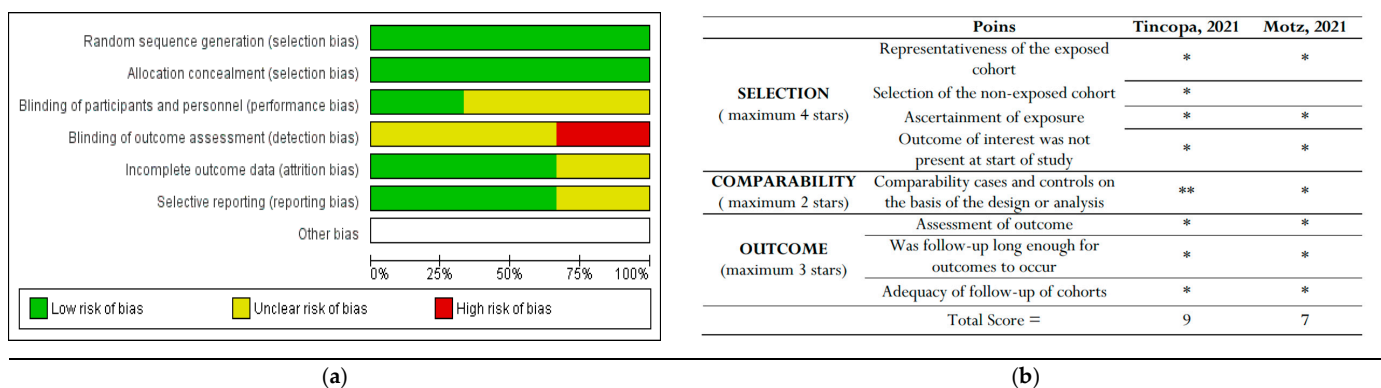 Random sequence generation (selection bias)
Allocation concealment (selection bias)
Blinding of participants and personnel (performance bias)
Blinding of outcome assessment (detection bias)
Incomplete outcome data (attrition bias)
Selective reporting (reporting bias)
Other bias
0% 25% 50% 75% 100%
Low risk of bias Unclear risk of bias High risk of bias
(a)
Poins Tincopa, 2021 Motz, 2021
SELECTION
( maximum 4 stars)
Representativeness of the exposed
cohort * *
Selection of the non-exposed cohort *
Ascertainment of exposure * *
Outcome of interest was not
present at start of study * *
COMPARABILITY
( maximum 2 stars)
Comparability cases and controls on
the basis of the design or analysis ** *
OUTCOME
(maximum 3 stars)
Assessment of outcome * *
Was follow-up long enough for
outcomes to occur * *
Adequacy of follow-up of cohorts * *
Total Score = 9 7
(b)